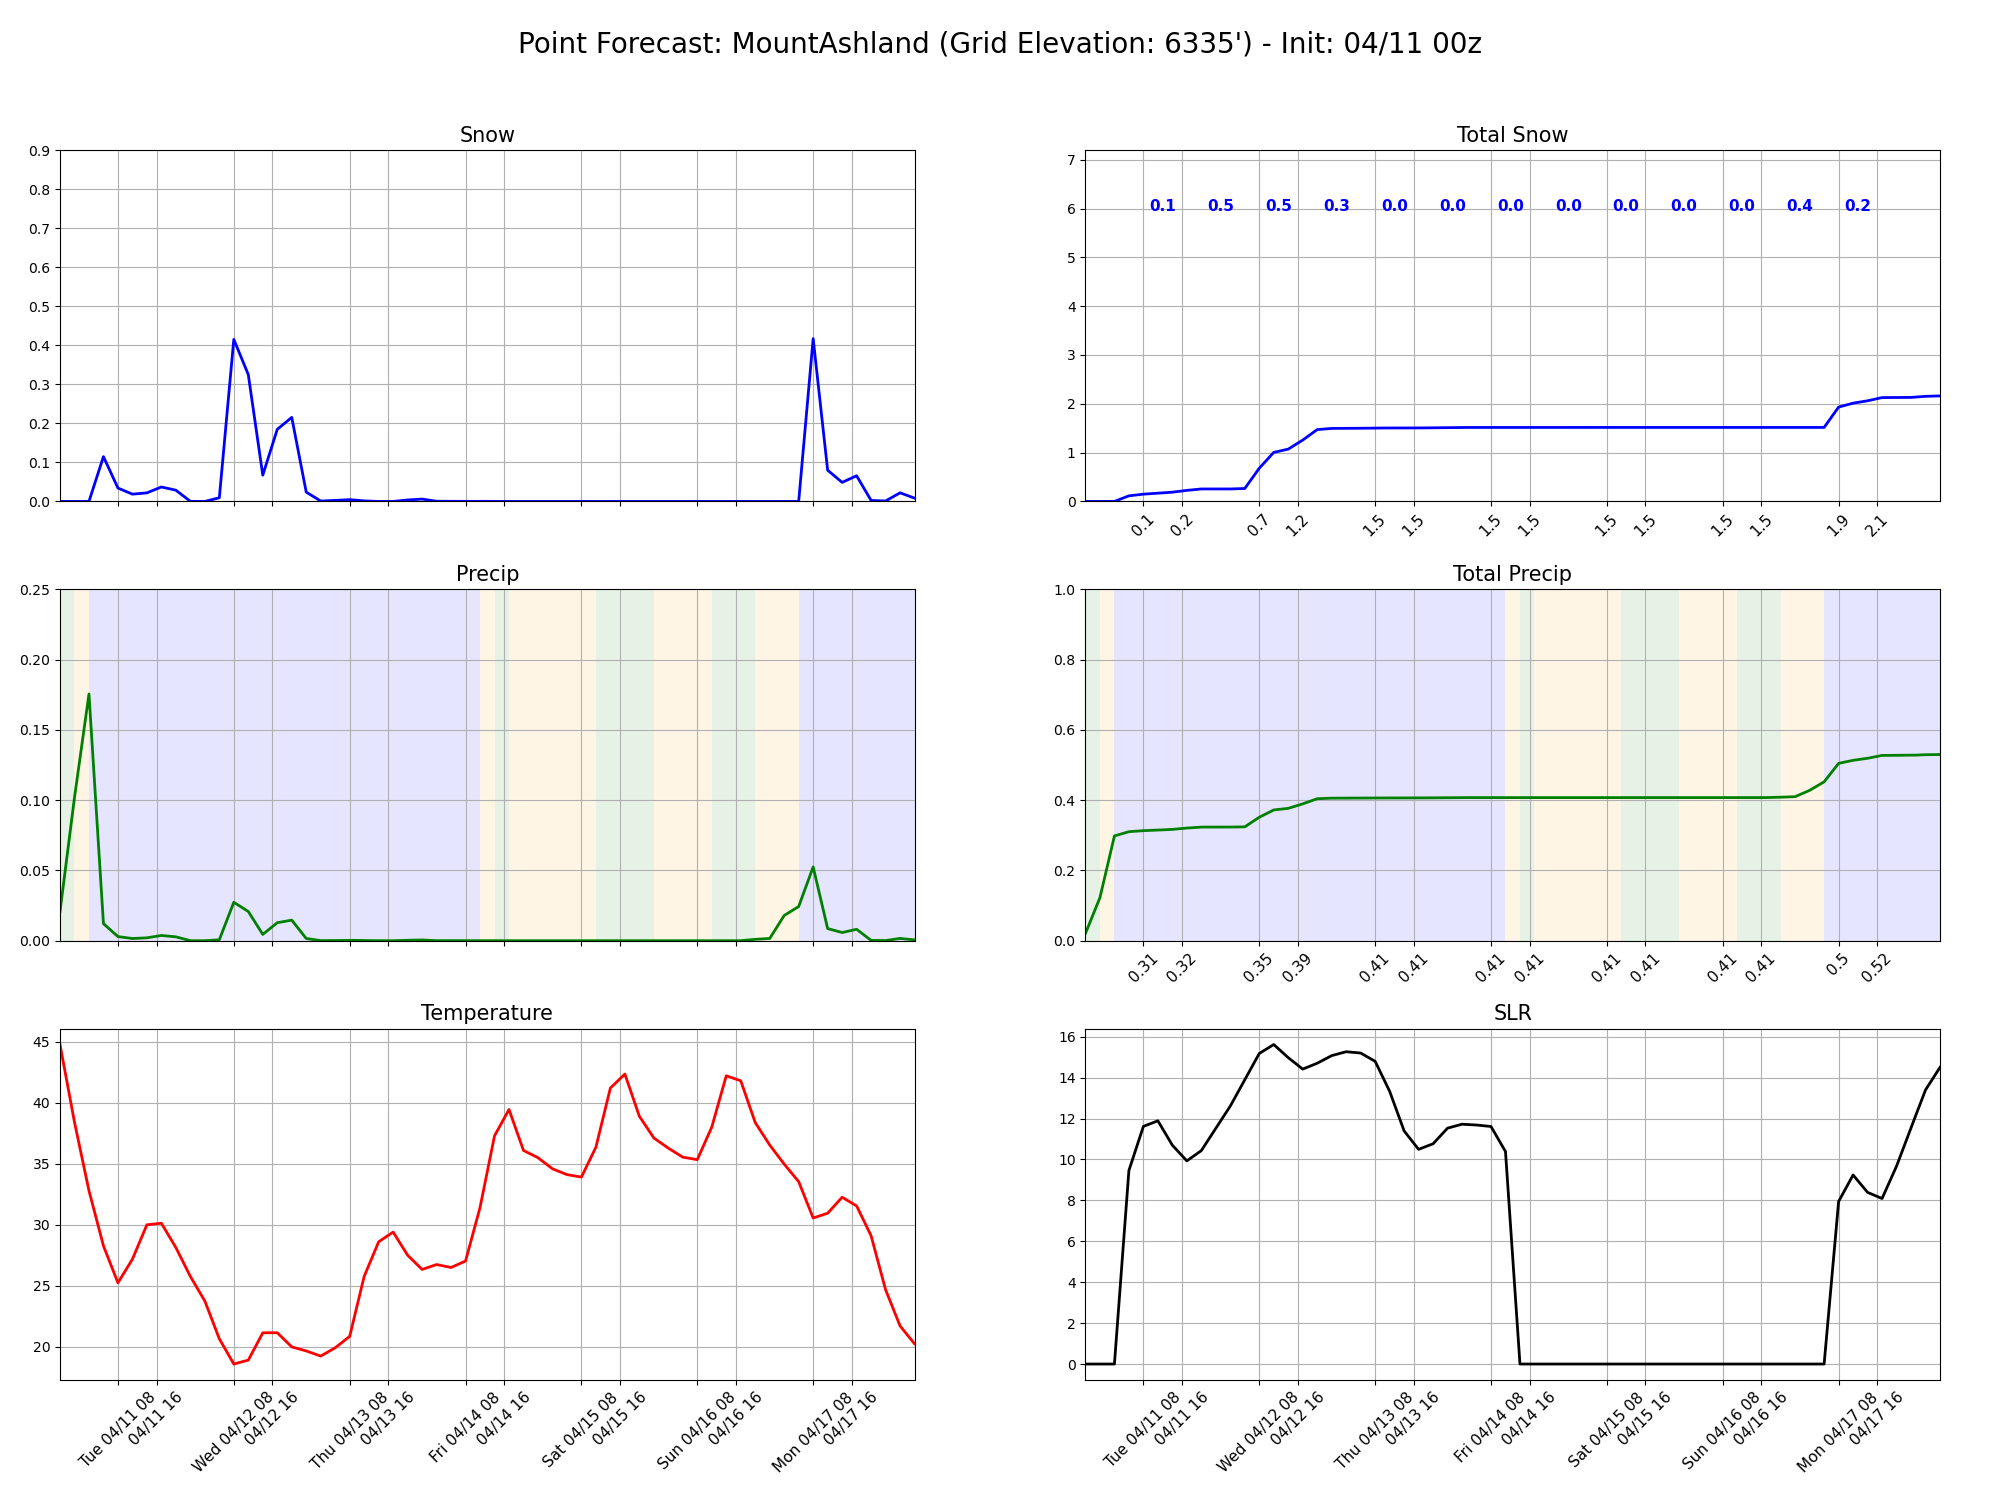 Point Forecast: MountAshland (Grid Elevation: 6335') - Init: 04/11 00z
Snow
0.9
0.8
0.7
0.6
0.5
0.4
0.3
0.2
0.1
0.0
Total Snow
7
6
5
4
3
2
1
0
0.1 0.5 0.5 0.3 0.0 0.0 0.0 0.0 0.0 0.0 0.0 0.4 0.2
0.1 0.2 0.7 1.2 1.5 1.5 1.5 1.5 1.5 1.5 1.5 1.5 1.9 2.1
Precip
0.25
0.20
0.15
0.10
0.05
0.00
Total Precip
1.0
0.8
0.6
0.4
0.2
0.0
0.31 0.32 0.35 0.39 0.41 0.41 0.41 0.41 0.41 0.41 0.41 0.41 0.5 0.52
Temperature
45
40
35
30
25
20
Tue 04/11 08
04/11 16
Wed 04/12 08
04/12 16
Thu 04/13 08
04/13 16
Fri 04/14 08
04/14 16
Sat 04/15 08
04/15 16
Sun 04/16 08
04/16 16
Mon 04/17 08
04/17 16
SLR
16
14
12
10
8
6
4
2
0
Tue 04/11 08
04/11 16
Wed 04/12 08
04/12 16
Thu 04/13 08
04/13 16
Fri 04/14 08
04/14 16
Sat 04/15 08
04/15 16
Sun 04/16 08
04/16 16
Mon 04/17 08
04/17 16